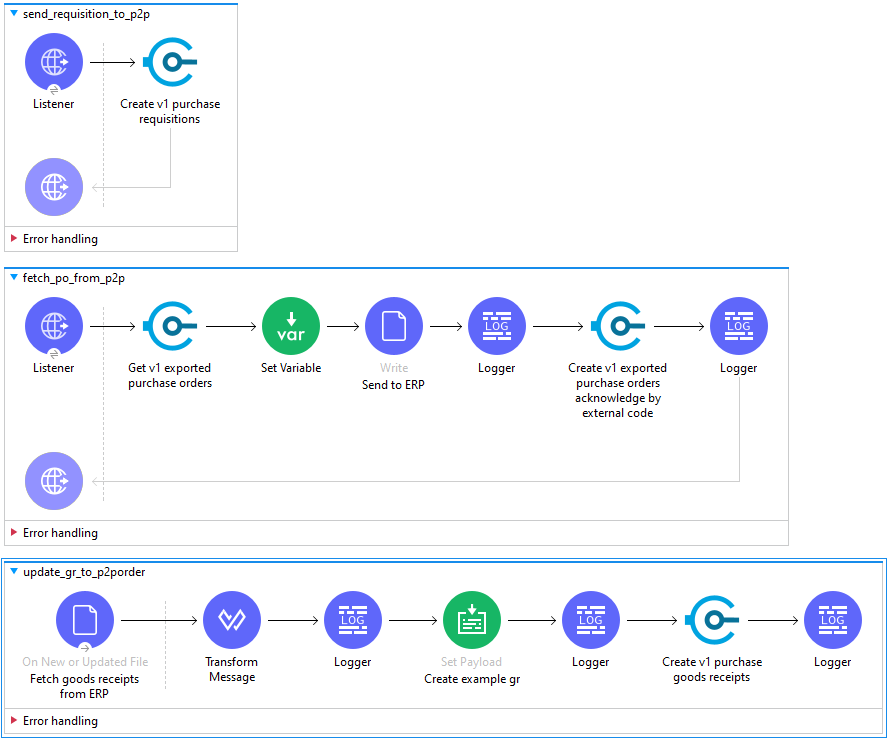 send_requisition_to_p2p
Listener
Create v1 purchase
requisitions
Error handling
fetch_po_from_p2p
var
LOG
LOG
Listener
Get v1 exported
purchase orders
Set Variable
Write
Send to ERP
Logger
Create v1 exported
purchase orders
acknowledge by
external code
Logger
Error handling
update_gr_to_p2porder
LOG
LOG
LOG
On New or Updated File
Fetch goods receipts
from ERP
Transform
Message
Logger
Set Payload
Create example gr
Logger
Create v1 purchase
goods receipts
Logger
Error handling